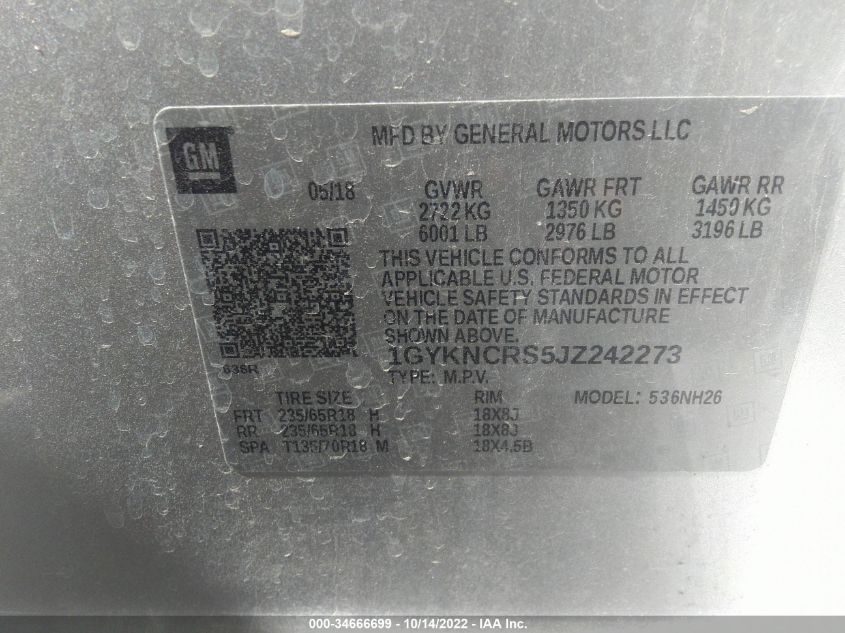 GM
MFD BY GENERAL MOTORS LLC
05/18 GVWR GAWR FRT GAWR RR
2722 KG 1350 KG 1450 KG
6001 LB 2976 LB 3196 LB
THIS VEHICLE CONFORMS TO ALL
APPLICABLE U.S. FEDERAL MOTOR
VEHICLE SAFETY STANDARDS IN EFFECT
ON THE DATE OF MANUFACTURE
SHOWN ABOVE.
1GYKNCRS5JZ242273
TYPE: M.P.V.
TIRE SIZE RIM MODEL: 536NH26
FRT 235/65R18 H 18X8J
RR 235/65R18 H 18X8J
SPA T135/70R18 M 18X4.5B
000-34666699 - 10/14/2022 - IAA Inc.